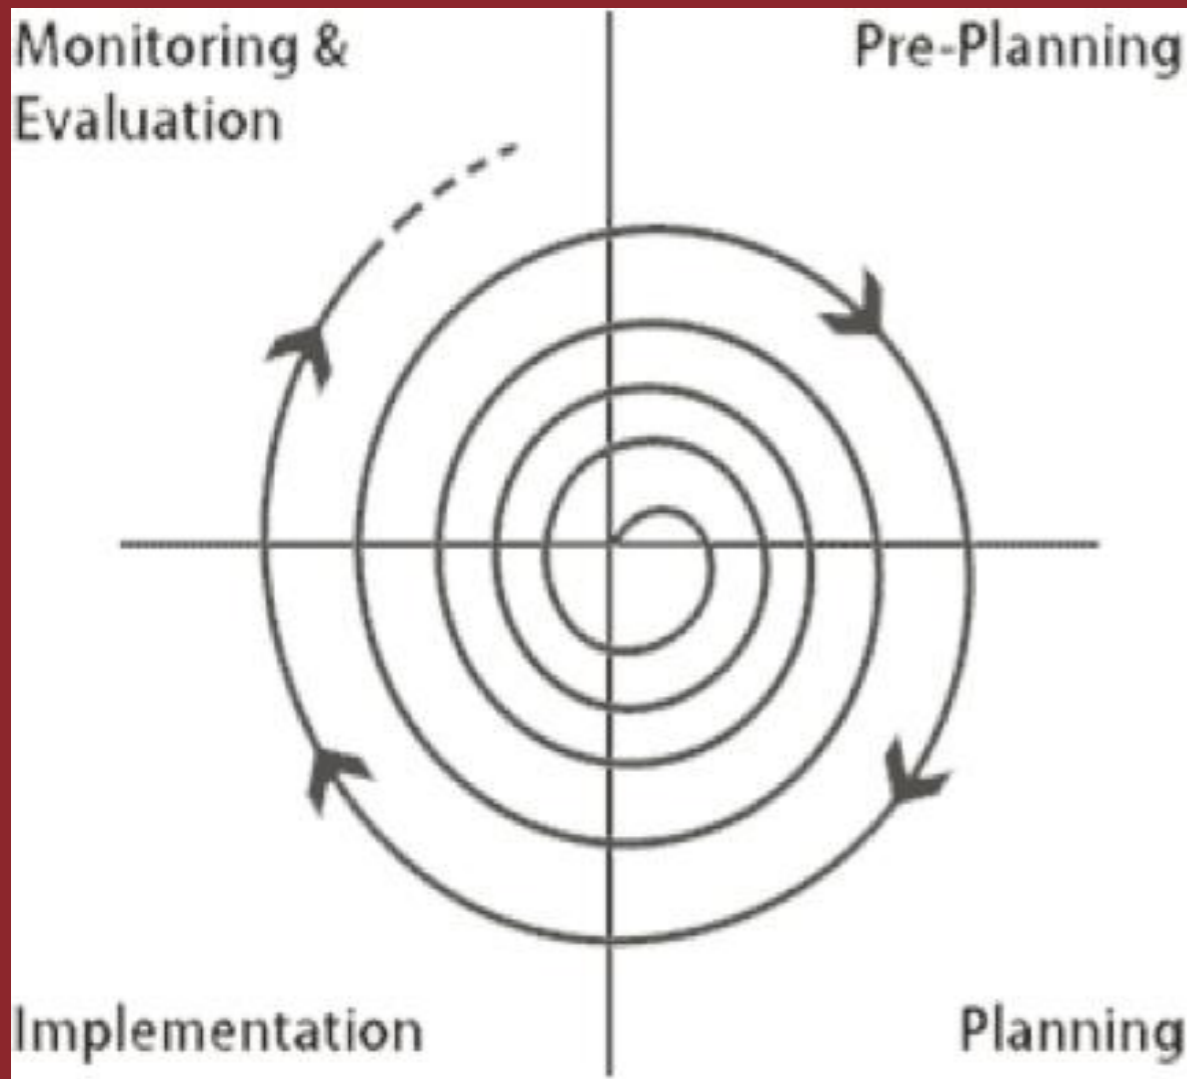 Monitoring &
Evaluation
Pre-Planning
Implementation
Planning